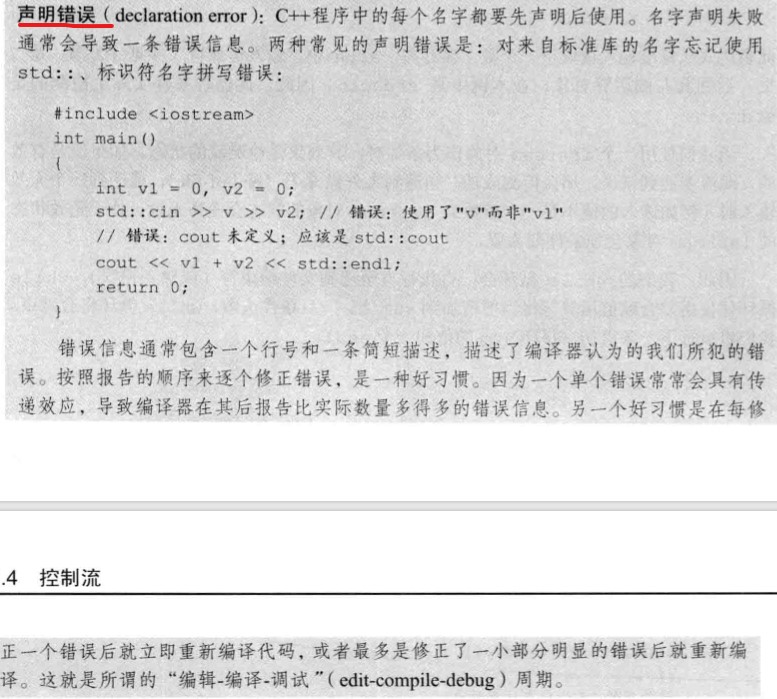 声明错误(declaration error):C++程序中的每个名字都要先声明后使用。名字声明失败
通常会导致一条错误信息。两种常见的声明错误是:对来自标准库的名字忘记使用
std::、标识符名字拼写错误:
#include <iostream>
int main()
{
int v1 = 0, v2 = 0;
std::cin >> v >> v2; // 错误:使用了"v"而非"v1"
// 错误:cout 未定义;应该是 std::cout
cout << v1 + v2 << std::endl;
return 0;
}
错误信息通常包含一个行号和一条简短描述,描述了编译器认为的我们所犯的错
误。按照报告的顺序来逐个修正错误,是一种好习惯。因为一个单个错误常常会具有传
递效应,导致编译器在其后报告比实际数量多得多的错误信息。另一个好习惯是在每修
.4 控制流
正一个错误后就立即重新编译代码,或者最多是修正了一小部分明显的错误后就重新编
译。这就是所谓的“编辑-编译-调试”(edit-compile-debug)周期。